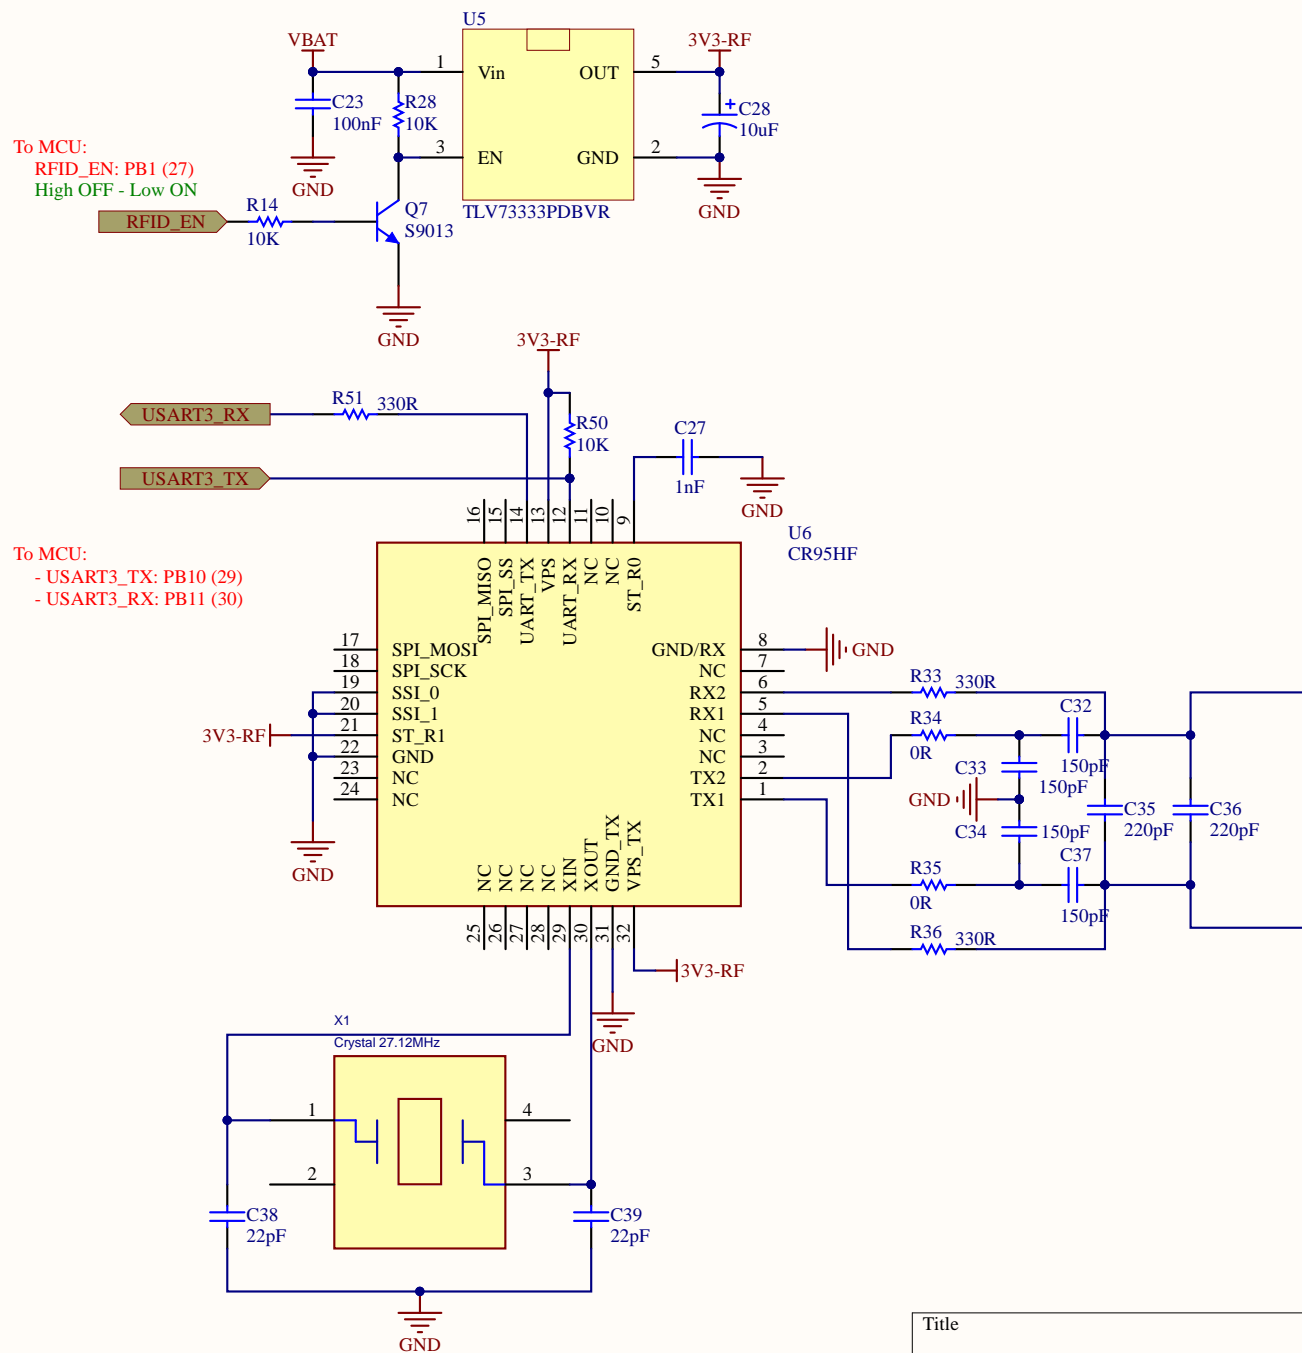 U5
VBAT
3V3-RF
1
Vin
OUT
5
C23
100nF
R28
10K
C28
10uF
3
EN
GND
2
GND
GND
TLV73333PDBVR
To MCU:
RFID_EN: PB1 (27)
High OFF - Low ON
RFID_EN
R14
10K
Q7
S9013
GND
3V3-RF
USART3_RX
R51
330R
R50
10K
USART3_TX
C27
1nF
GND
To MCU:
- USART3_TX: PB10 (29)
- USART3_RX: PB11 (30)
U6
CR95HF
16
15
14
13
12
11
10
9
SPI_MISO
SPI_SS
UART_TX
VPS
UART_RX
NC
NC
ST_R0
17
SPI_MOSI
18
SPI_SCK
19
SSI_0
20
SSI_1
21
ST_R1
22
GND
23
NC
24
NC
3V3-RF
GND
GND/RX
8
GND
NC
7
RX2
6
RX1
5
NC
4
NC
3
TX2
2
TX1
1
R33
330R
R34
0R
C32
150pF
C33
150pF
GND
C34
150pF
C35
220pF
C36
220pF
C37
150pF
R35
0R
R36
330R
NC
NC
NC
NC
XIN
XOUT
GND_TX
VPS_TX
25
26
27
28
29
30
31
32
3V3-RF
GND
X1
Crystal 27.12MHz
1
4
2
3
C38
22pF
C39
22pF
GND
Title